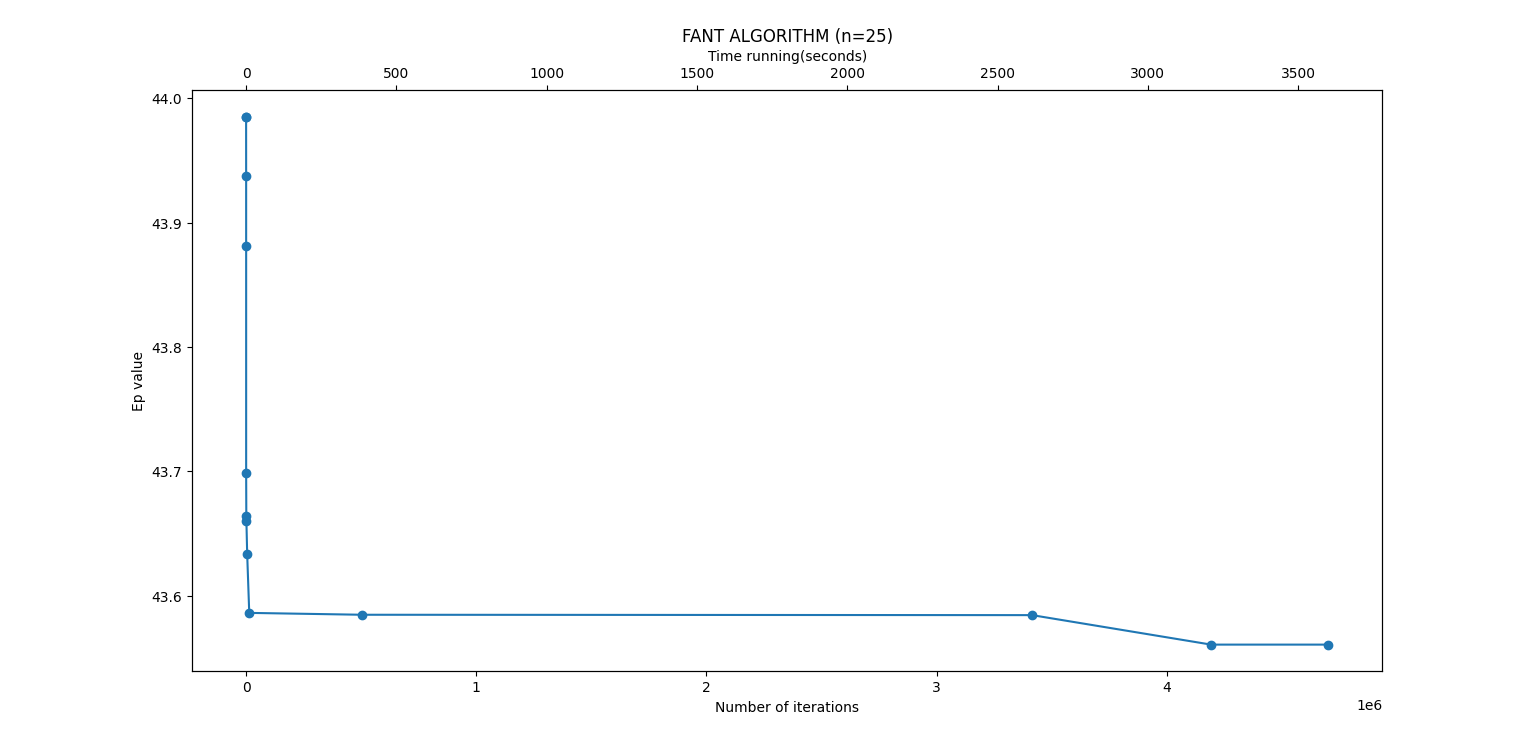 FANT ALGORITHM (n=25)
Time running(seconds)
0 500 1000 1500 2000 2500 3000 3500
44.0
43.9
43.8
43.7
43.6
Ep value
0 1 2 3 4
1e6
Number of iterations